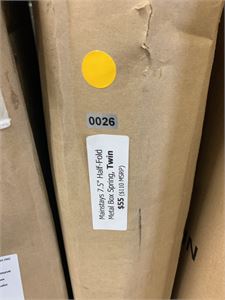 0026
Mainstays 7.5" Half-Fold
Metal Box Spring, Twin
$55 ($110 MSRP)